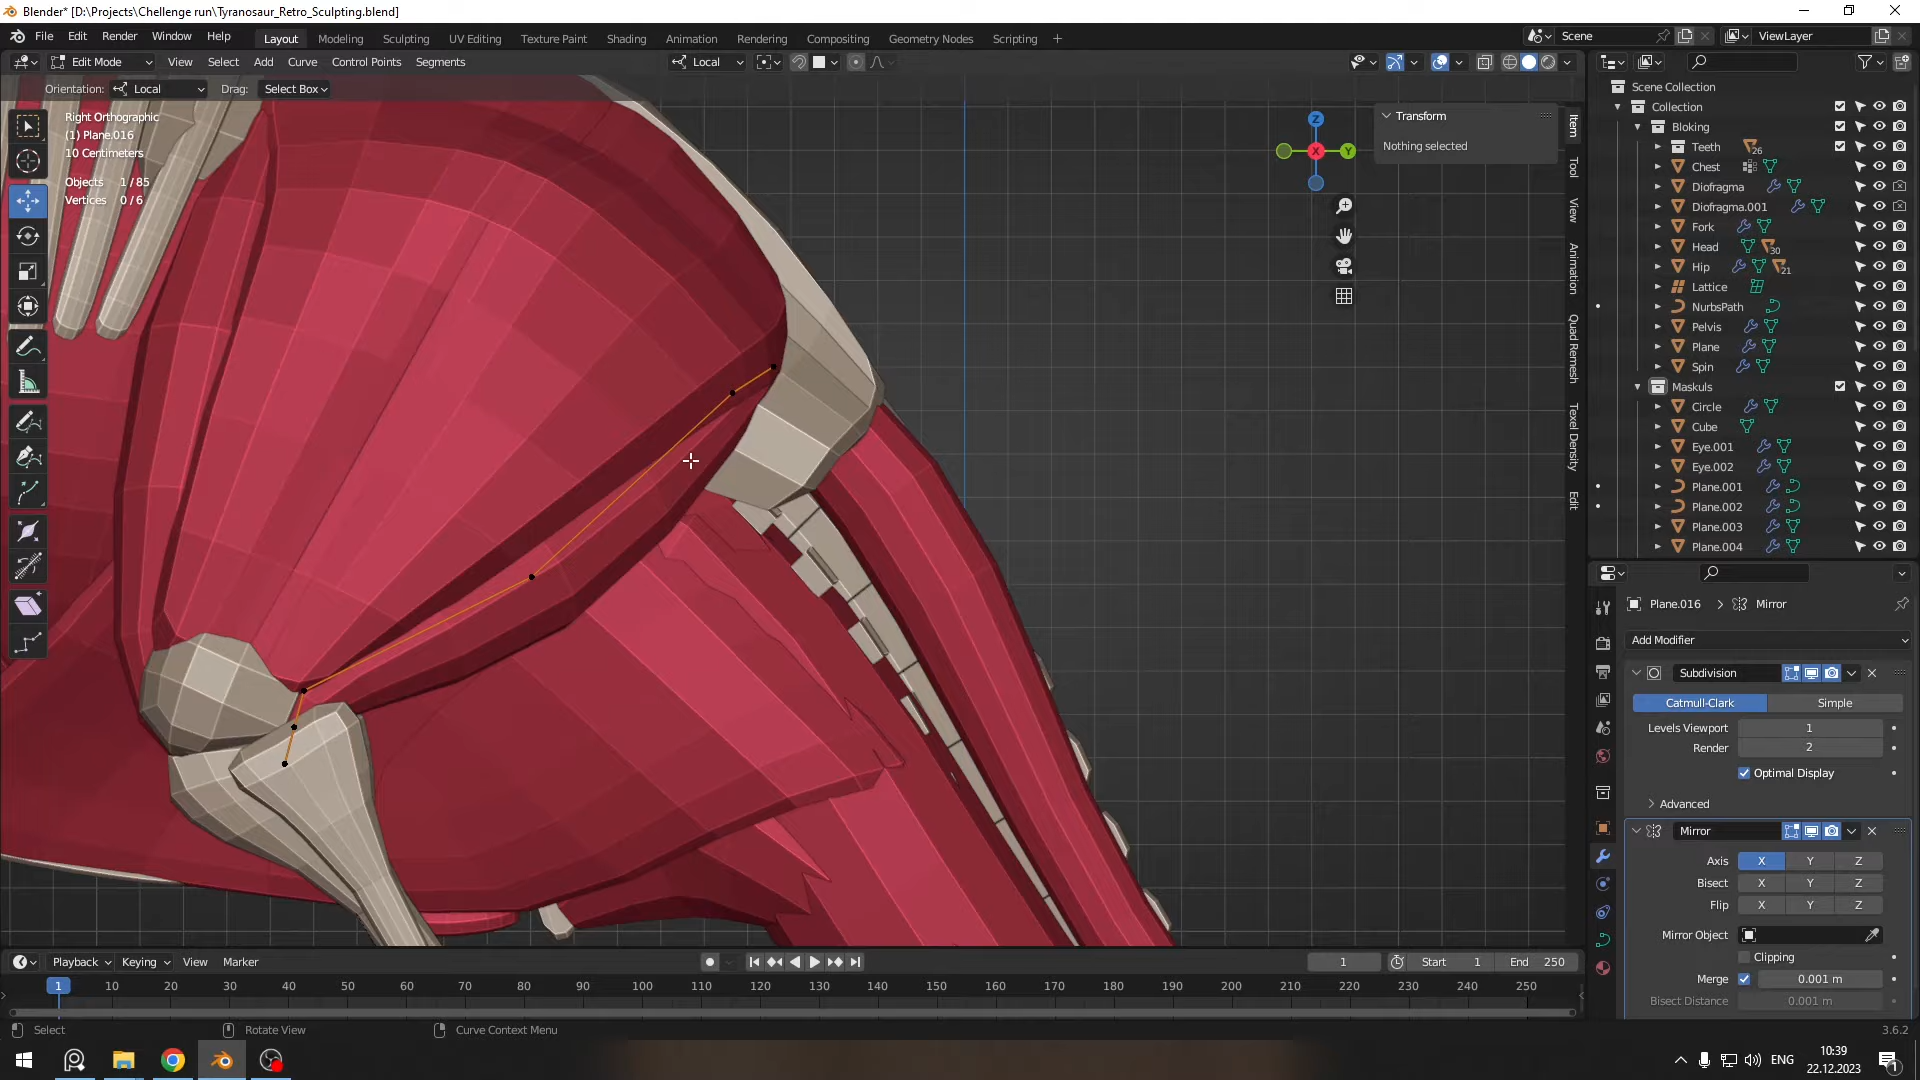 Blender* [D:\Projects\Chellenge run\Tyranosaur_Retro_Sculpting.blend]
File Edit Render Window Help Layout Modeling Sculpting UV Editing Texture Paint Shading Animation Rendering Compositing Geometry Nodes Scripting + Scene ViewLayer
Edit Mode View Select Add Curve Control Points Segments Local
Orientation: Local Drag: Select Box
Right Orthographic
(1) Plane.016
10 Centimeters
Objects 1 / 85
Vertices 0 / 6
Z
X
Y
Transform
Nothing selected
Item
Tool
View
Animation
Quad Remesh
Texel Density
Edit
Scene Collection
Collection
Bloking
Teeth 26
Chest
Diofragma
Diofragma.001
Fork
Head 30
Hip 21
Lattice
NurbsPath
Pelvis
Plane
Spin
Maskuls
Circle
Cube
Eye.001
Eye.002
Plane.001
Plane.002
Plane.003
Plane.004
Plane.016 > Mirror
Add Modifier
Subdivision
Catmull-Clark Simple
Levels Viewport 1
Render 2
Optimal Display
Advanced
Mirror
Axis X Y Z
Bisect X Y Z
Flip X Y Z
Mirror Object
Clipping
Merge 0.001 m
Bisect Distance 0.001 m
Playback Keying View Marker 1 Start 1 End 250
1 10 20 30 40 50 60 70 80 90 100 110 120 130 140 150 160 170 180 190 200 210 220 230 240 250
Select Rotate View Curve Context Menu 3.6.2
ENG 10:39
22.12.2023 1